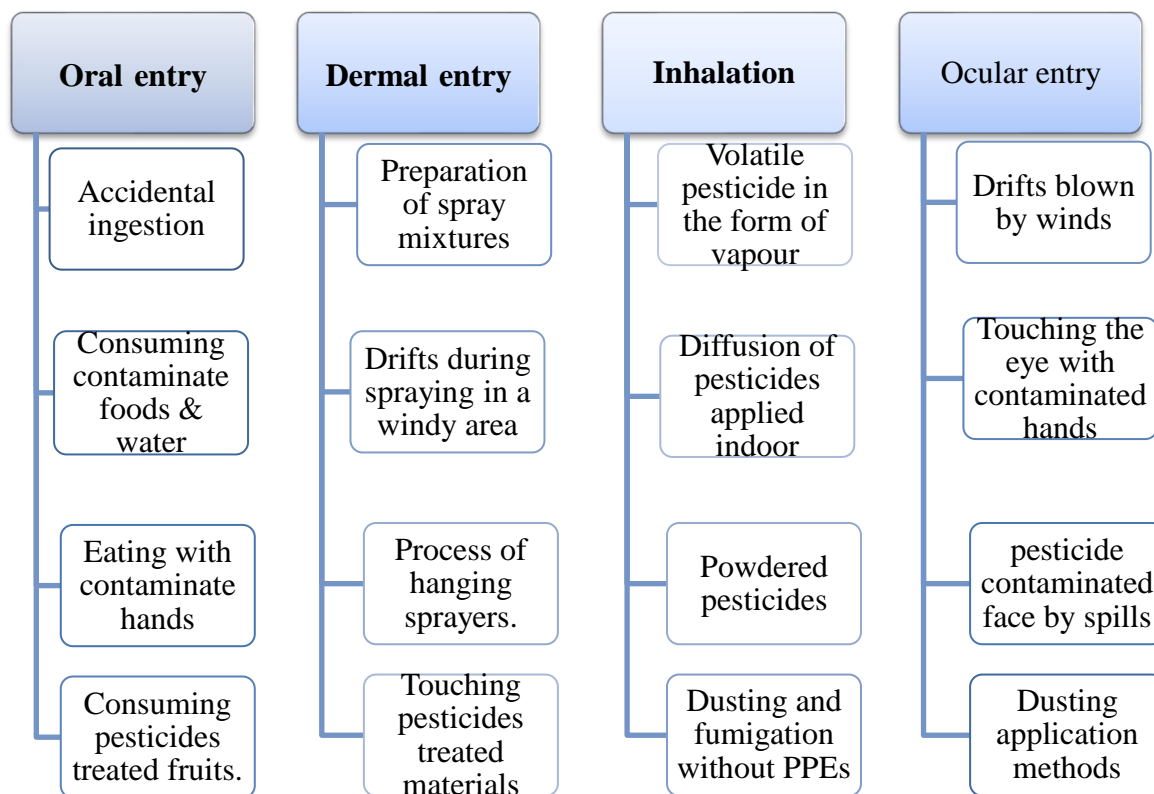 Oral entry
Accidental
ingestion
Consuming
contaminate
foods &
water
Eating with
contaminate
hands
Consuming
pesticides
treated fruits.
Dermal entry
Preparation
of spray
mixtures
Drifts during
spraying in a
windy area
Process of
hanging
sprayers.
Touching
pesticides
treated
materials
Inhalation
Volatile
pesticide in
the form of
vapour
Diffusion of
pesticides
applied
indoor
Powdered
pesticides
Dusting and
fumigation
without PPEs
Ocular entry
Drifts blown
by winds
Touching the
eye with
contaminated
hands
pesticide
contaminated
face by spills
Dusting
application
methods